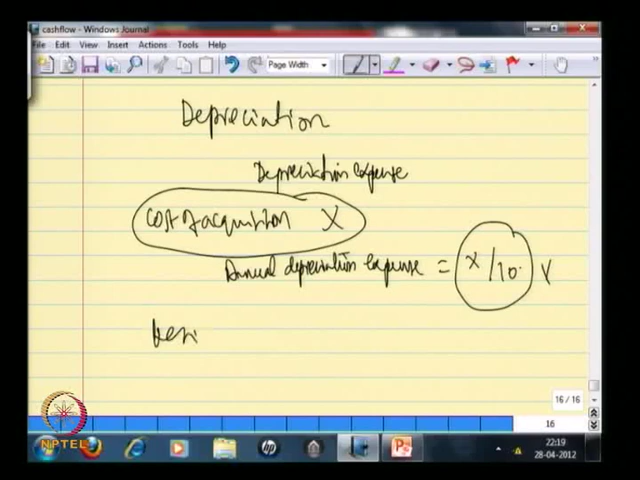 cashflow - Windows Journal
File Edit View Insert Actions Tools Help
Page Width
Depreciation
Depreciation expense
cost of acquisition X
Annual depreciation expense = X/10
16 / 16
16
NPTEL
22:19
28-04-2012